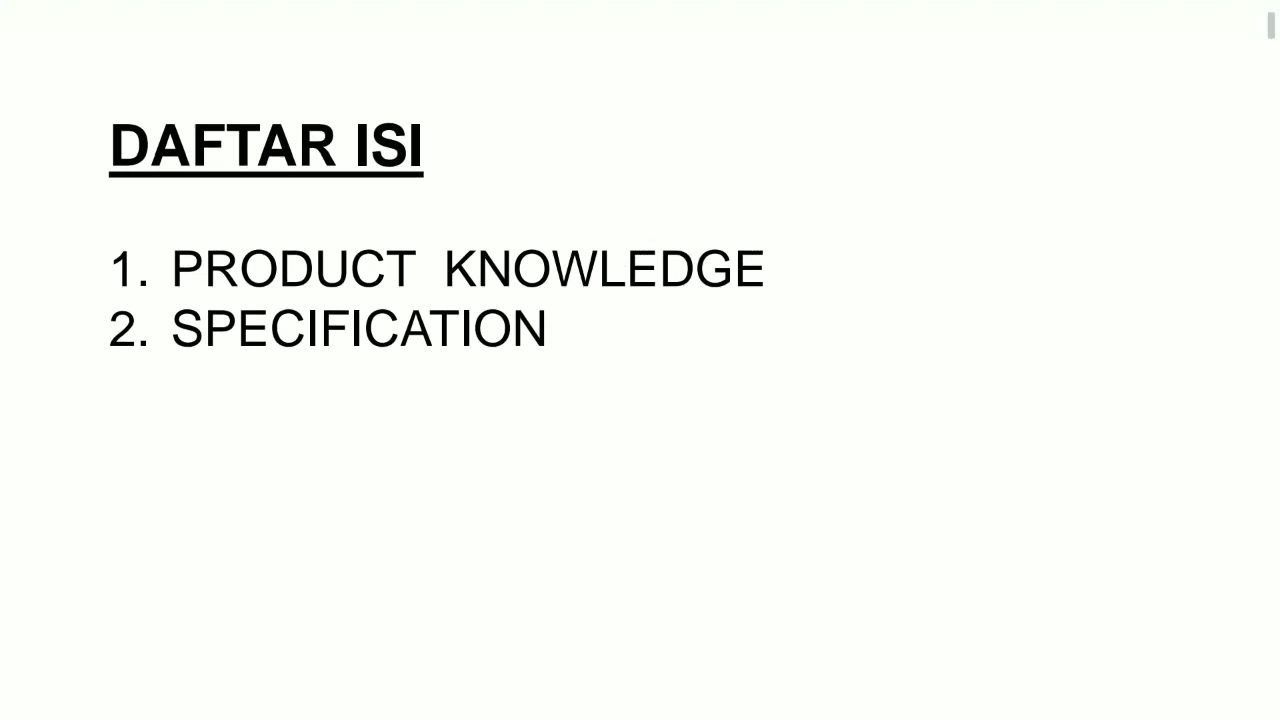 DAFTAR ISI
1. PRODUCT KNOWLEDGE
2. SPECIFICATION